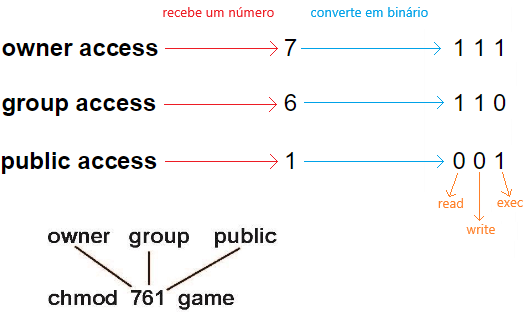 recebe um número converte em binário
owner access 7 1 1 1
group access 6 1 1 0
public access 1 0 0 1
read write exec
owner group public
chmod 761 game